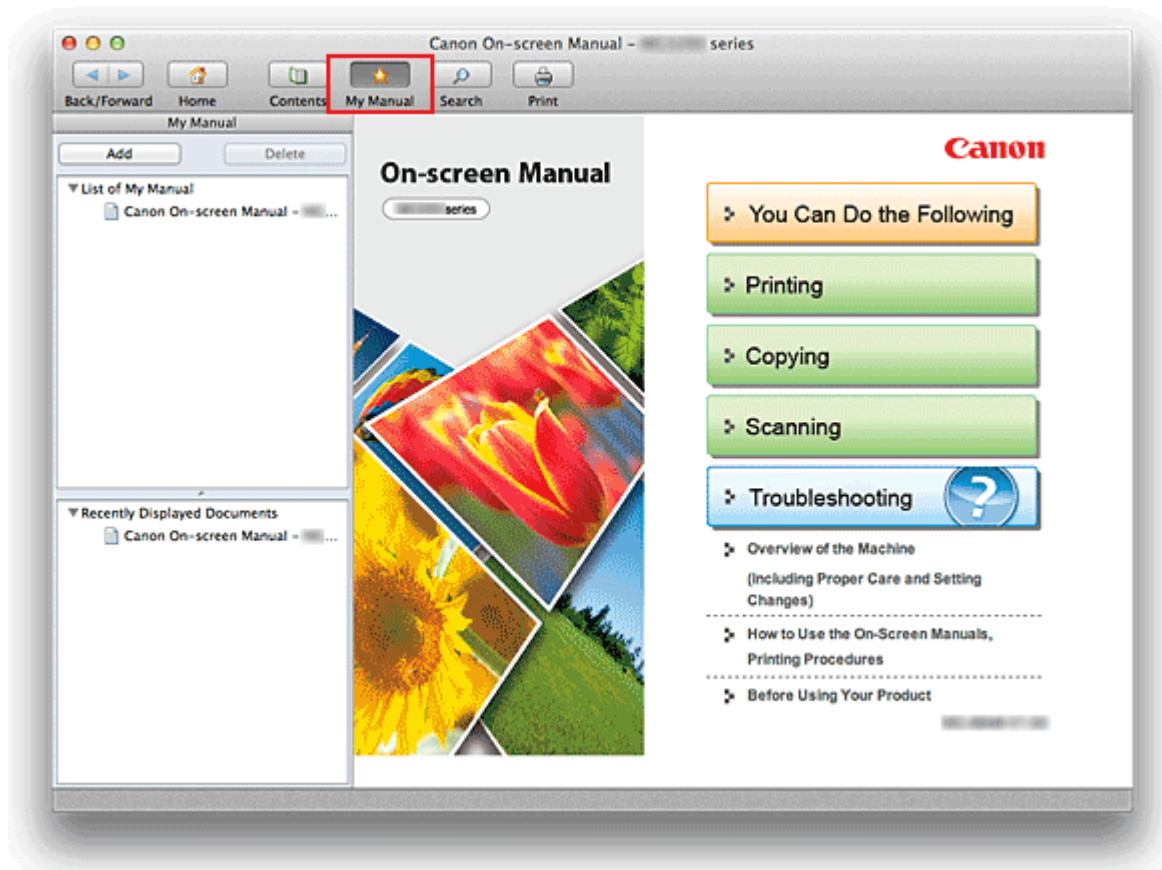 Canon On-screen Manual – series
Back/Forward Home Contents My Manual Search Print
My Manual
Add Delete
List of My Manual
Canon On-screen Manual – ...
Recently Displayed Documents
Canon On-screen Manual – ...
On-screen Manual
series
Canon
You Can Do the Following
Printing
Copying
Scanning
Troubleshooting ?
Overview of the Machine
(Including Proper Care and Setting
Changes)
How to Use the On-Screen Manuals,
Printing Procedures
Before Using Your Product